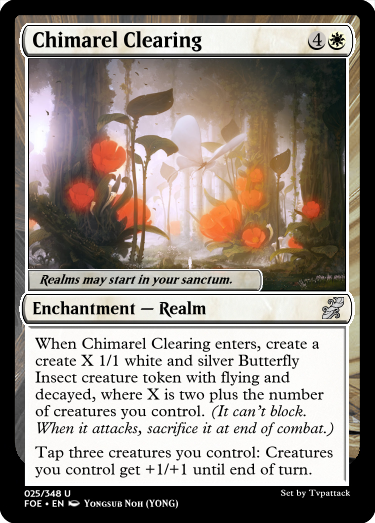 Chimarel Clearing 4
Realms may start in your sanctum.
Enchantment — Realm
When Chimarel Clearing enters, create a
create X 1/1 white and silver Butterfly
Insect creature token with flying and
decayed, where X is two plus the number
of creatures you control. (It can't block.
When it attacks, sacrifice it at end of combat.)
Tap three creatures you control: Creatures
you control get +1/+1 until end of turn.
025/348 U
FOE • EN Yongsub Noh (YONG)
Set by Tvpattack